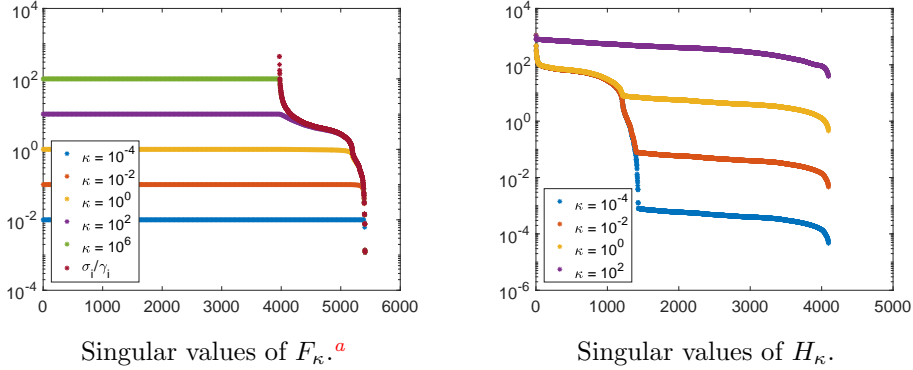 10^4
10^2
10^0
10^{-2}
10^{-4}
κ = 10^{-4}
κ = 10^{-2}
κ = 10^0
κ = 10^2
κ = 10^6
σ_i/γ_i
0 1000 2000 3000 4000 5000 6000
Singular values of F_κ.^a
10^4
10^2
10^0
10^{-2}
10^{-4}
10^{-6}
κ = 10^{-4}
κ = 10^{-2}
κ = 10^0
κ = 10^2
0 1000 2000 3000 4000 5000
Singular values of H_κ.